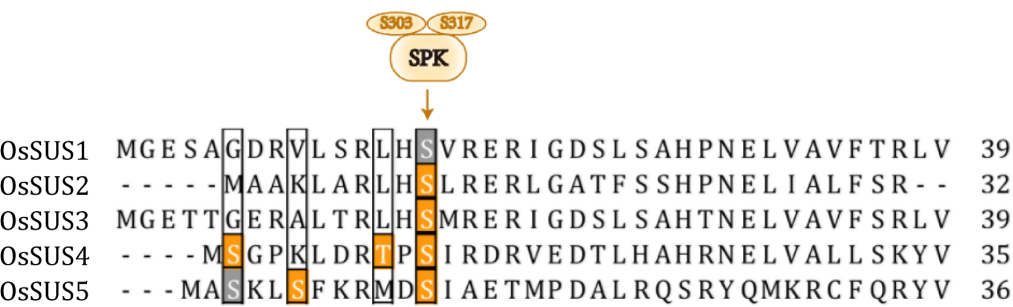 S303 S317
SPK
OsSUS1 MGESAGDRVLSRLHSVRERIGDSLSAHPNELVAVFTRLV 39
OsSUS2 -----MAAKLARLHSLRERLGATFSSHPNELIALFSR-- 32
OsSUS3 MGETTGERALTRLHSMRERIGDSLSAHTNELVAVFSRLV 39
OsSUS4 ----MSGPKLDRTPSIRDRVEDTLHAHRNELVALLSKYV 35
OsSUS5 ---MASKLSFKRMDSIAETMPDALRQSRYQMKRCFQRYV 36